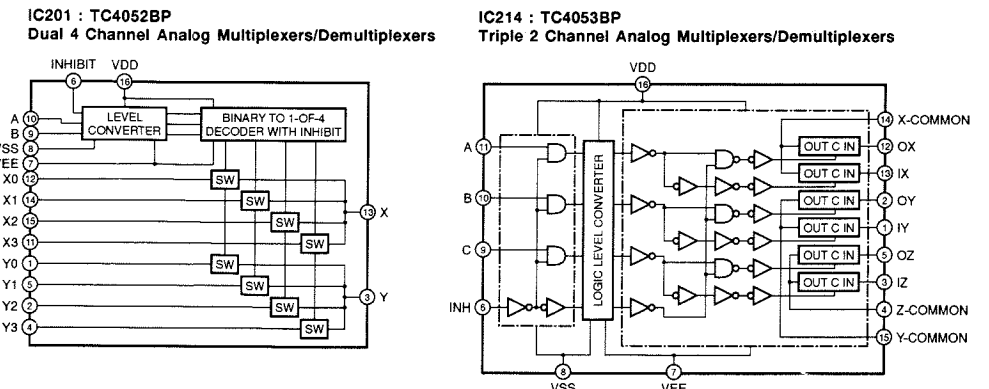 IC201 : TC4052BP
Dual 4 Channel Analog Multiplexers/Demultiplexers
INHIBIT VDD
6 16
A 10
B 9
VSS 8
VEE 7
LEVEL
CONVERTER
BINARY TO 1-OF-4
DECODER WITH INHIBIT
X0 12 SW
X1 14 SW
X2 15 SW
X3 11 SW
13 X
Y0 1 SW
Y1 5 SW
Y2 2 SW
Y3 4 SW
3 Y
IC214 : TC4053BP
Triple 2 Channel Analog Multiplexers/Demultiplexers
VDD
16
A 11
B 10
C 9
INH 6
LOGIC LEVEL CONVERTER
14 X-COMMON
OUT C IN 12 OX
OUT C IN 13 IX
OUT C IN 2 OY
OUT C IN 1 IY
OUT C IN 5 OZ
OUT C IN 3 IZ
4 Z-COMMON
15 Y-COMMON
8 7
VSS VEE